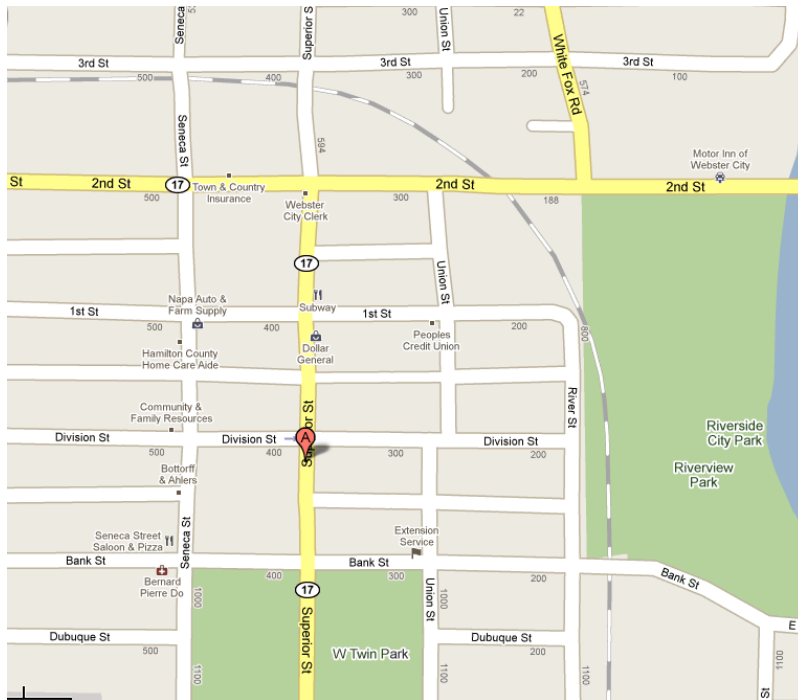 Seneca
55
Superior S
300
Union St
22
White Fox Rd
574
3rd St
3rd St
3rd St
500
400
300
200
100
Seneca St
594
Motor Inn of
Webster City
St
2nd St
17
Town & Country
Insurance
2nd St
2nd St
500
Webster
City Clerk
300
188
17
Union St
Napa Auto &
Farm Supply
Subway
1st St
1st St
500
400
200
Peoples
Credit Union
800
Hamilton County
Home Care Aide
Dollar
General
River St
Community &
Family Resources
Superior St
Riverside
City Park
Division St
Division St
A
Division St
500
400
300
200
Riverview
Park
Bottorff
& Ahlers
Seneca St
Seneca Street
Saloon & Pizza
Extension
Service
Bank St
Bank St
Bank St
400
300
200
Bernard
Pierre Do
1000
17
Union St
1000
Superior St
Dubuque St
Dubuque St
E
500
W Twin Park
200
1100
1100
1100
1100
St